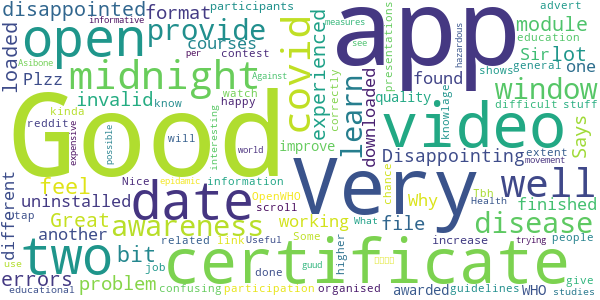 disappointed format participants advert
informative
measures
see
hazardous
app
loaded
open provide
per contest
Asibone
courses
covid
experienced
Against
presentations
education
module
Sir lot
general one
Plzz midnight
learn
found
shows
window
invalid know
happy
watch
correctly
downloaded
quality
knowlage
difficult stuff
reddit
kinda
expensive
possible
Good
interesting
improve
video
Says
extent
different
feel
uninstalled
date
will
world
Very
Disappointing
movement
well
epidamic
Nice information
Great awareness
OpenWHO
scroll
Why
chance
Tbh
Health
finished
working
file
trying
What
disease
tap
another
related link
Useful
Some
higher
increase
people
use
two bit
job
done
guud
certificate
awarded
guidelines
give
errors problem
educational
confusing participation organised
WHO
studies